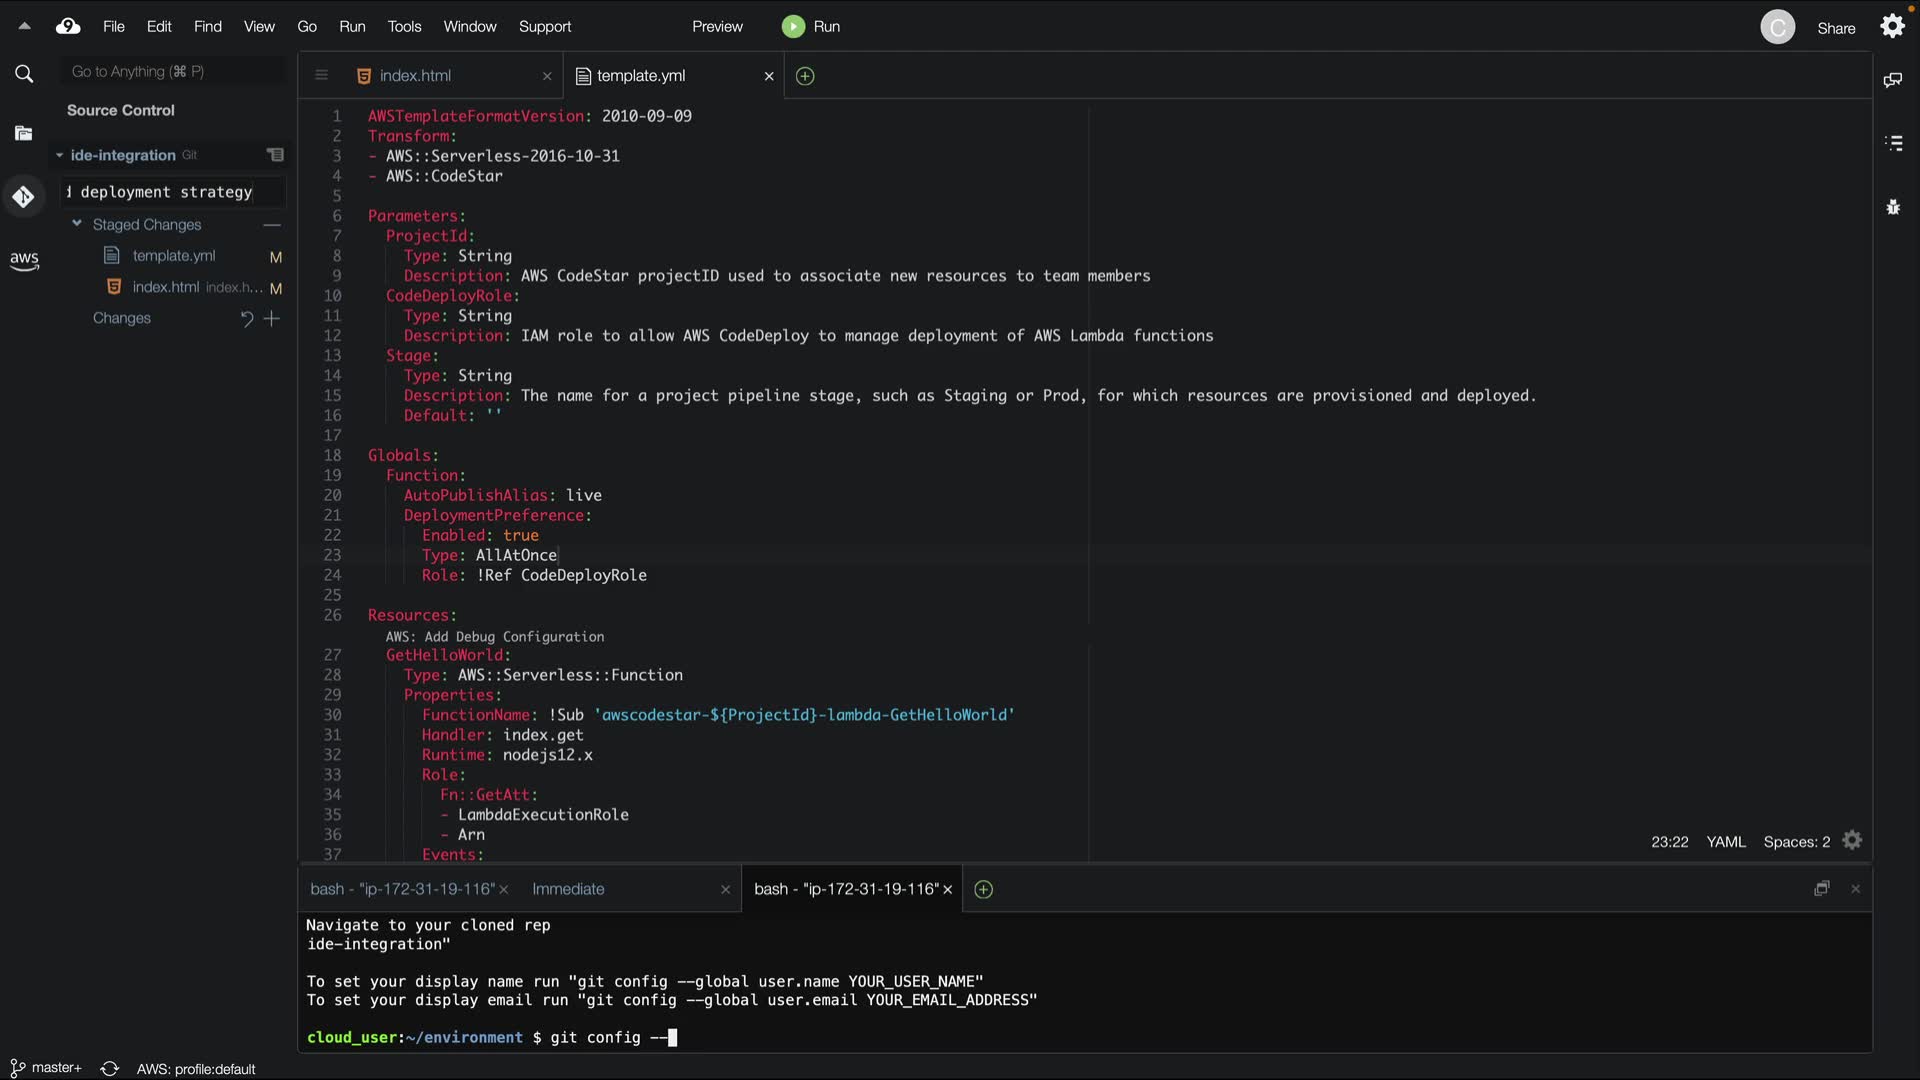 File Edit Find View Go Run Tools Window Support Preview Run C Share
Go to Anything (⌘ P)
Source Control
ide-integration Git
deployment strategy
Staged Changes
template.yml M
index.html index.h... M
Changes
aws
index.html
template.yml
1 AWSTemplateFormatVersion: 2010-09-09
2 Transform:
3 - AWS::Serverless-2016-10-31
4 - AWS::CodeStar
5
6 Parameters:
7 ProjectId:
8 Type: String
9 Description: AWS CodeStar projectID used to associate new resources to team members
10 CodeDeployRole:
11 Type: String
12 Description: IAM role to allow AWS CodeDeploy to manage deployment of AWS Lambda functions
13 Stage:
14 Type: String
15 Description: The name for a project pipeline stage, such as Staging or Prod, for which resources are provisioned and deployed.
16 Default: ''
17
18 Globals:
19 Function:
20 AutoPublishAlias: live
21 DeploymentPreference:
22 Enabled: true
23 Type: AllAtOnce
24 Role: !Ref CodeDeployRole
25
26 Resources:
AWS: Add Debug Configuration
27 GetHelloWorld:
28 Type: AWS::Serverless::Function
29 Properties:
30 FunctionName: !Sub 'awscodestar-${ProjectId}-lambda-GetHelloWorld'
31 Handler: index.get
32 Runtime: nodejs12.x
33 Role:
34 Fn::GetAtt:
35 - LambdaExecutionRole
36 - Arn
37 Events:
23:22 YAML Spaces: 2
bash - "ip-172-31-19-116" Immediate bash - "ip-172-31-19-116"
Navigate to your cloned rep
ide-integration"
To set your display name run "git config --global user.name YOUR_USER_NAME"
To set your display email run "git config --global user.email YOUR_EMAIL_ADDRESS"
cloud_user:~/environment $ git config --
master+ AWS: profile:default